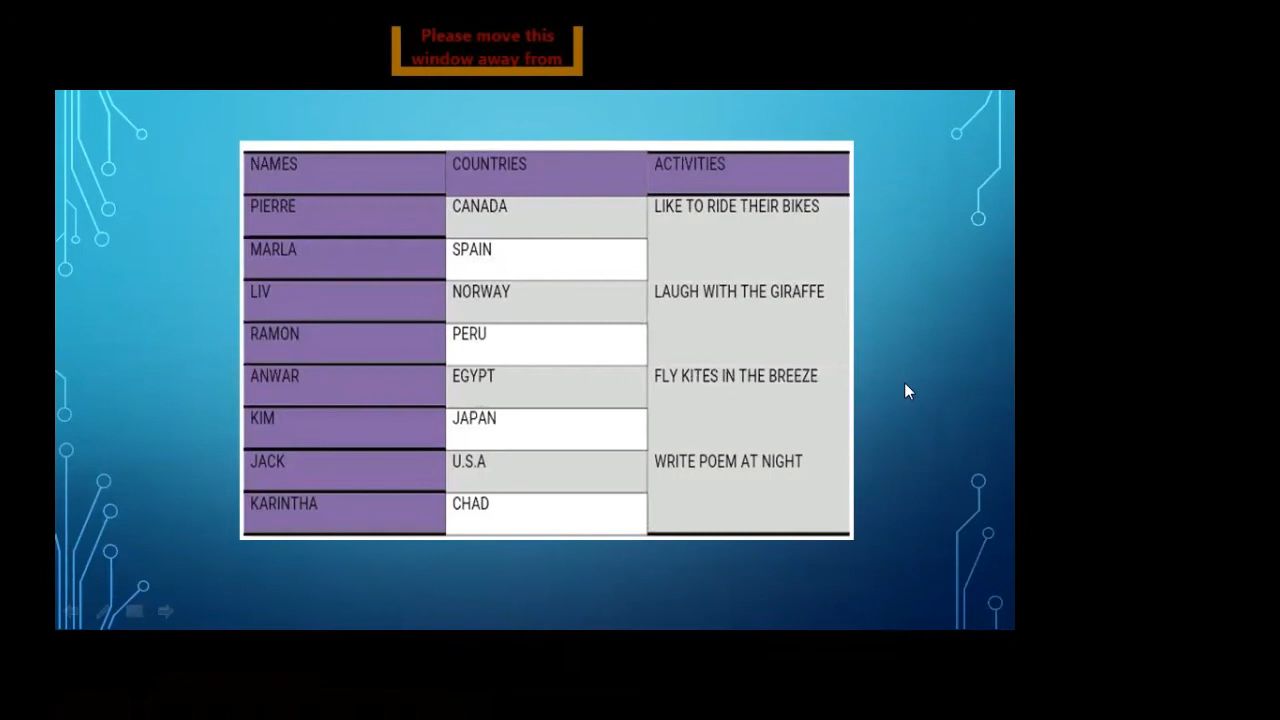 Please move this
window away from
NAMES COUNTRIES ACTIVITIES
PIERRE CANADA LIKE TO RIDE THEIR BIKES
MARLA SPAIN
LIV NORWAY LAUGH WITH THE GIRAFFE
RAMON PERU
ANWAR EGYPT FLY KITES IN THE BREEZE
KIM JAPAN
JACK U.S.A WRITE POEM AT NIGHT
KARINTHA CHAD